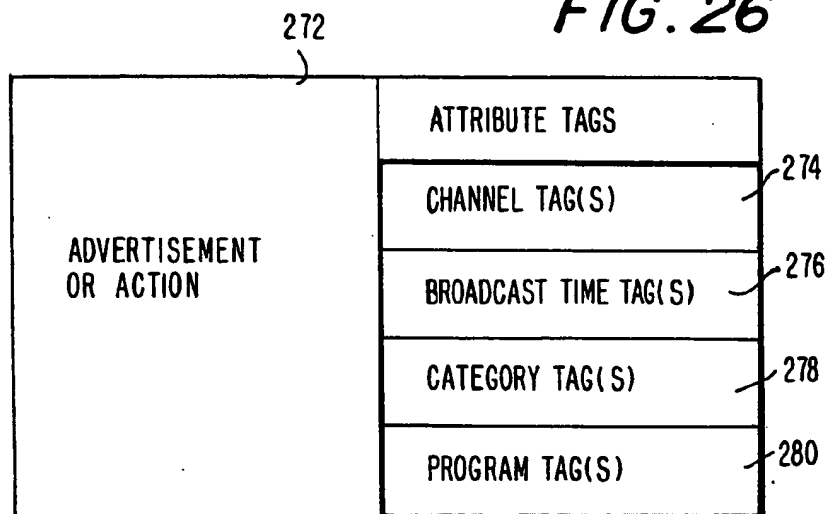 FIG. 26
272
ATTRIBUTE TAGS
274
CHANNEL TAG(S)
ADVERTISEMENT
OR ACTION
276
BROADCAST TIME TAG(S)
CATEGORY TAG(S)
278
PROGRAM TAG(S)
280